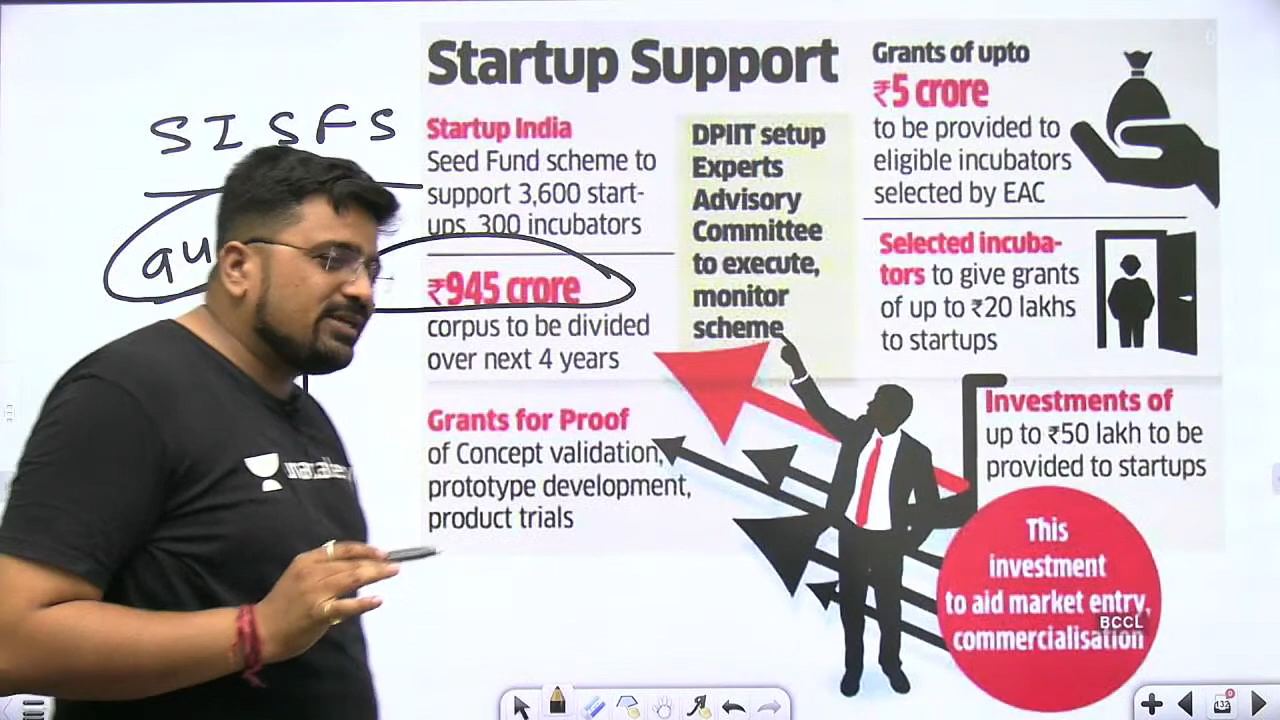 SISFS
Startup Support
Startup India
Seed Fund scheme to
support 3,600 start-
ups, 300 incubators
₹945 crore
corpus to be divided
over next 4 years
Grants for Proof
of Concept validation,
prototype development,
product trials
DPIIT setup
Experts
Advisory
Committee
to execute,
monitor
scheme
Grants of upto
₹5 crore
to be provided to
eligible incubators
selected by EAC
Selected incuba-
tors to give grants
of up to ₹20 lakhs
to startups
Investments of
up to ₹50 lakh to be
provided to startups
This
investment
to aid market entry,
commercialisation
BCCL
132